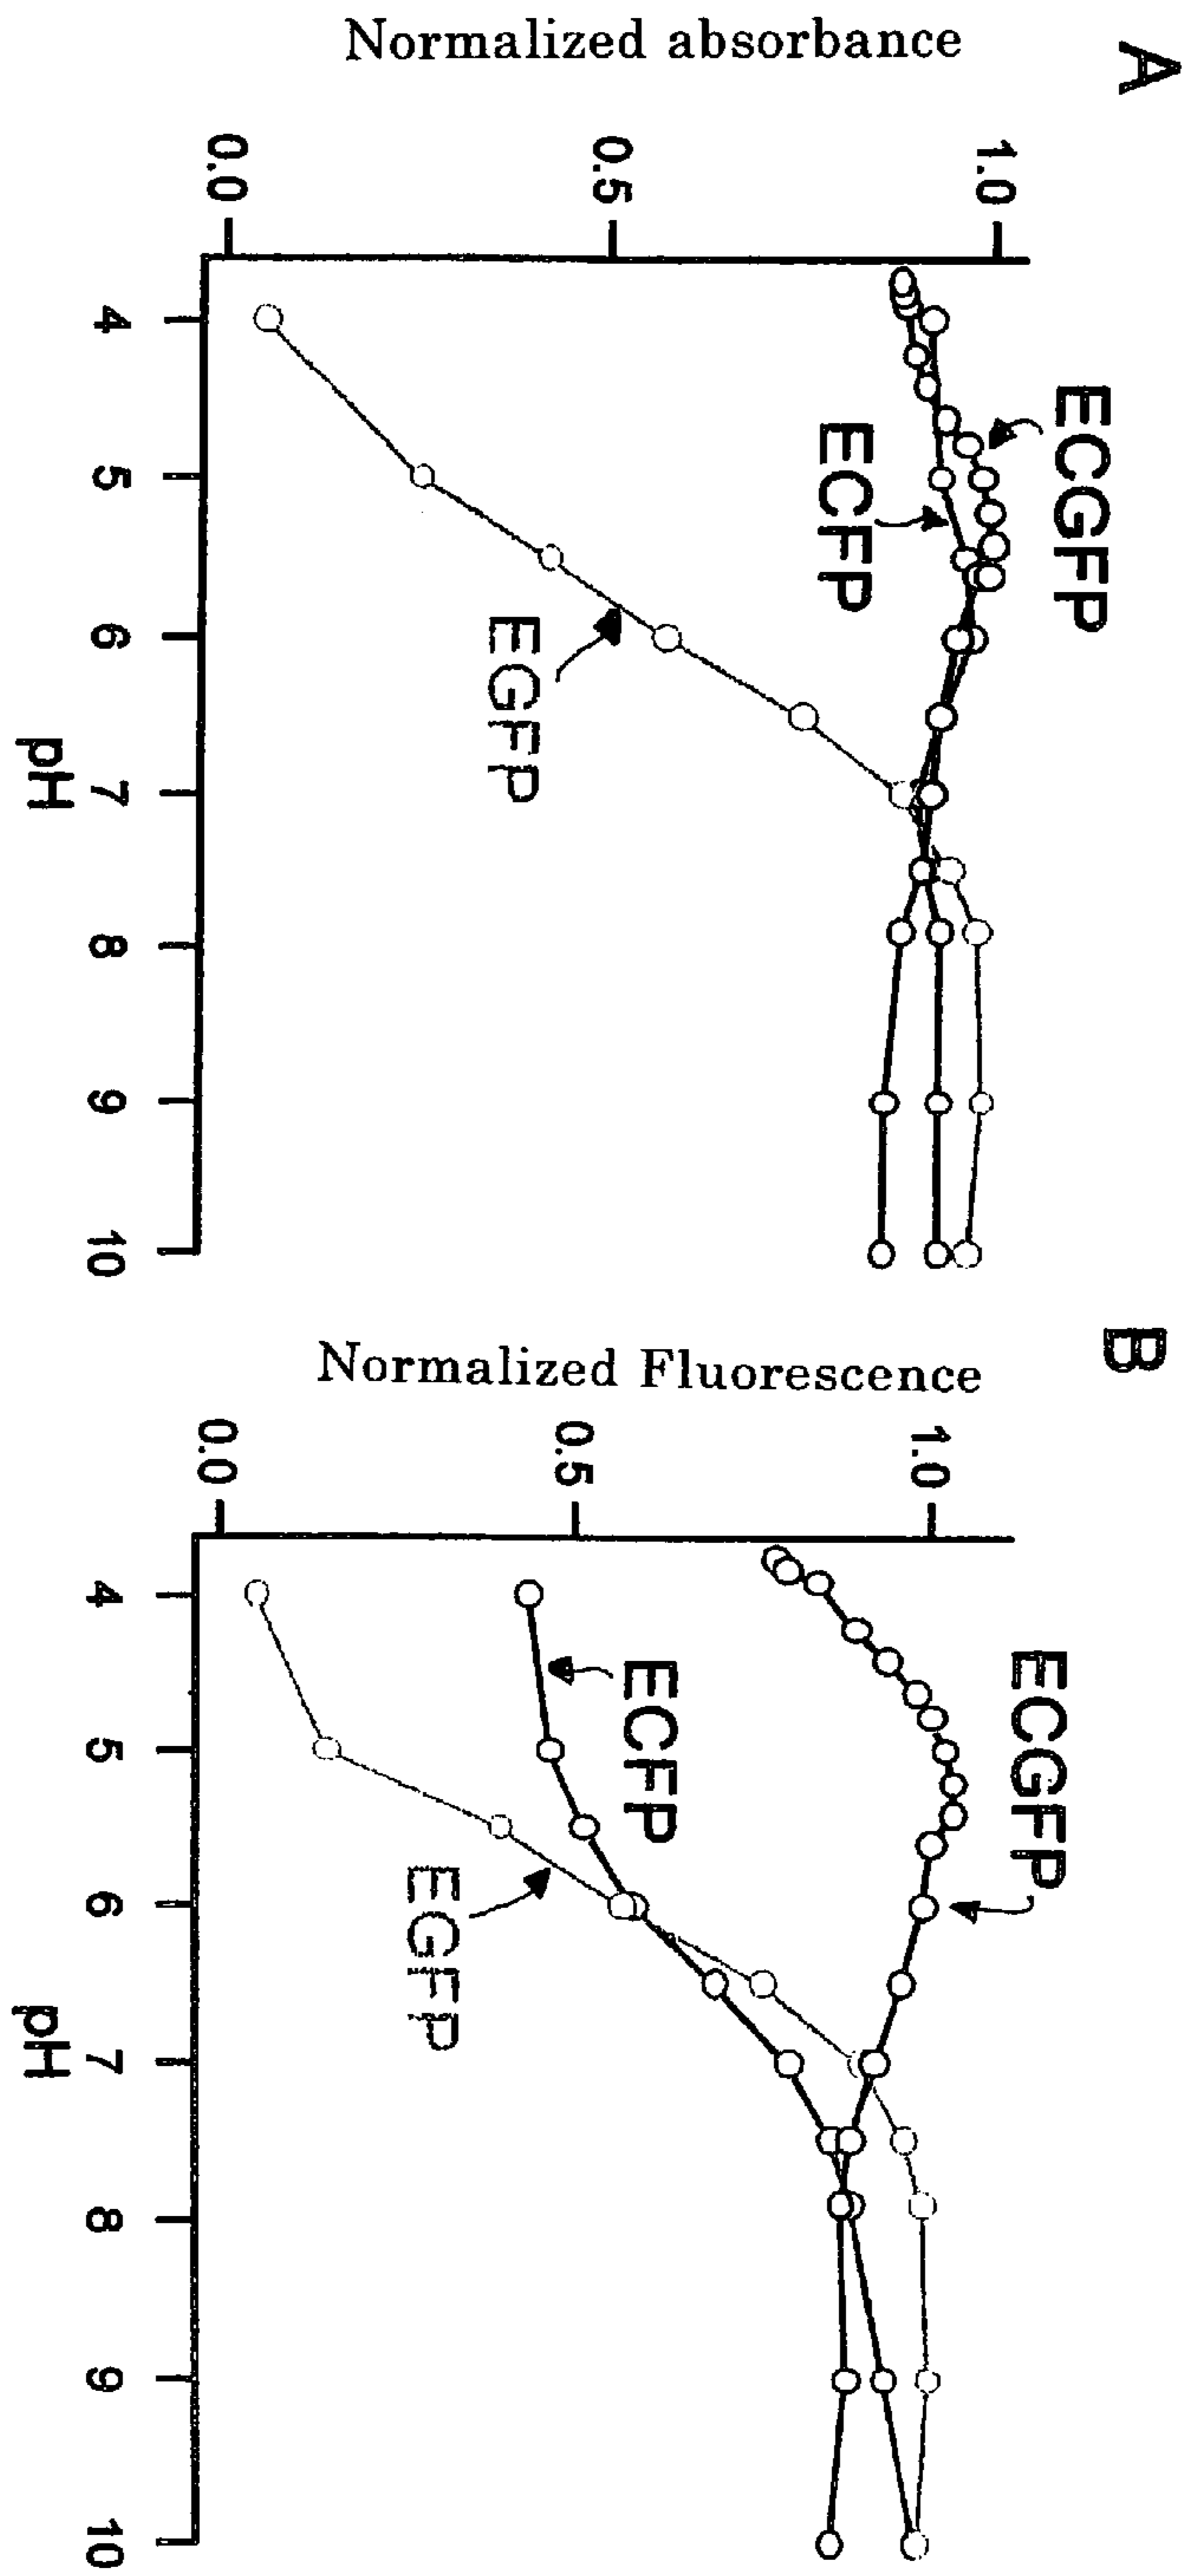 A
Normalized absorbance
1.0
0.5
0.0
ECGFP
ECFP
EGFP
4
5
6
7
8
9
10
pH
B
Normalized Fluorescence
1.0
0.5
0.0
ECGFP
ECFP
EGFP
4
5
6
7
8
9
10
pH